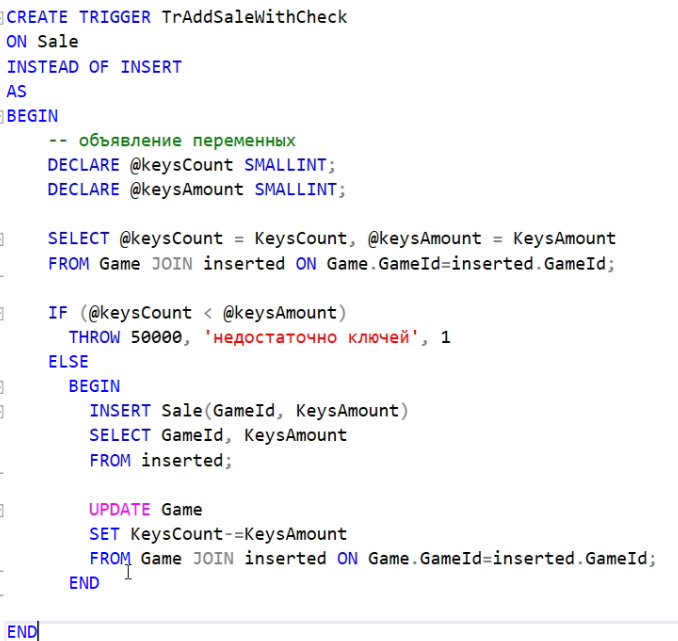 CREATE TRIGGER TrAddSaleWithCheck
ON Sale
INSTEAD OF INSERT
AS
BEGIN
-- объявление переменных
DECLARE @keysCount SMALLINT;
DECLARE @keysAmount SMALLINT;
SELECT @keysCount = KeysCount, @keysAmount = KeysAmount
FROM Game JOIN inserted ON Game.GameId=inserted.GameId;
IF (@keysCount < @keysAmount)
THROW 50000, 'недостаточно ключей', 1
ELSE
BEGIN
INSERT Sale(GameId, KeysAmount)
SELECT GameId, KeysAmount
FROM inserted;
UPDATE Game
SET KeysCount-=KeysAmount
FROM Game JOIN inserted ON Game.GameId=inserted.GameId;
END
END